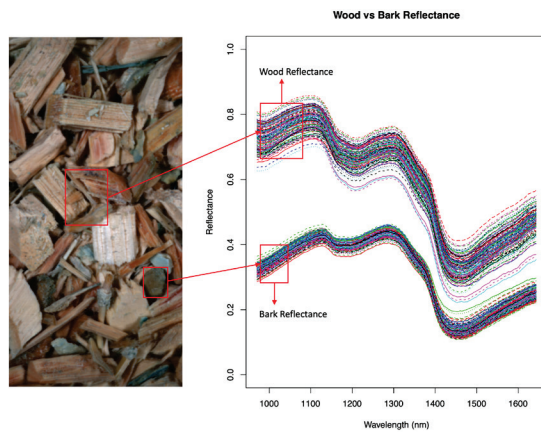 Wood vs Bark Reflectance
Wood Reflectance
Bark Reflectance
Reflectance
0.0
0.2
0.4
0.6
0.8
1.0
1000 1100 1200 1300 1400 1500 1600
Wavelength (nm)